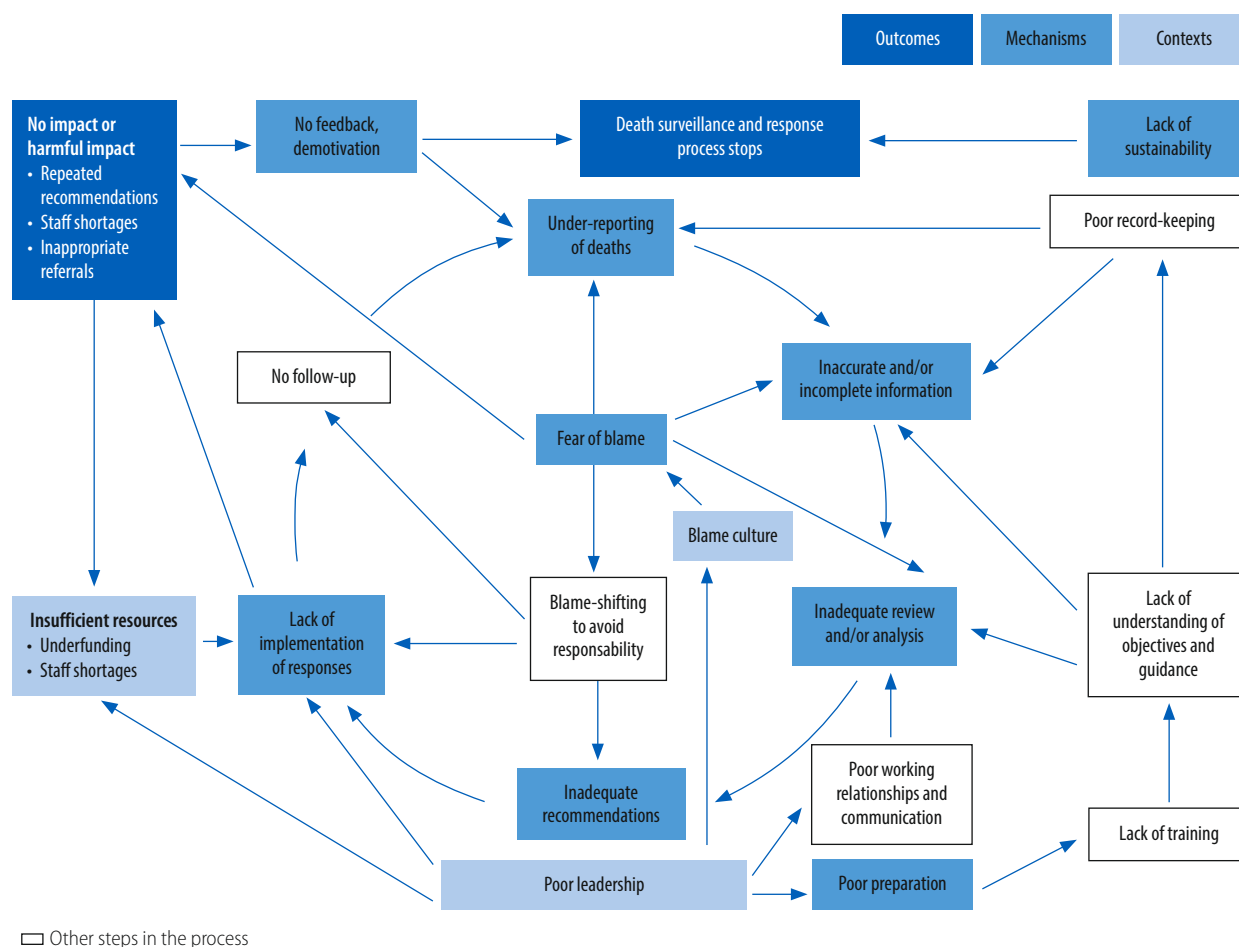 Outcomes
Mechanisms
Contexts
No impact or
harmful impact
• Repeated
recommendations
• Staff shortages
• Inappropriate
referrals
No feedback,
demotivation
Death surveillance and response
process stops
Lack of
sustainability
Under-reporting
of deaths
Poor record-keeping
No follow-up
Inaccurate and/or
incomplete information
Fear of blame
Blame culture
Insufficient resources
• Underfunding
• Staff shortages
Lack of
implementation
of responses
Blame-shifting
to avoid
responsability
Inadequate review
and/or analysis
Lack of
understanding of
objectives and
guidance
Inadequate
recommendations
Poor working
relationships and
communication
Lack of training
Poor leadership
Poor preparation
Other steps in the process